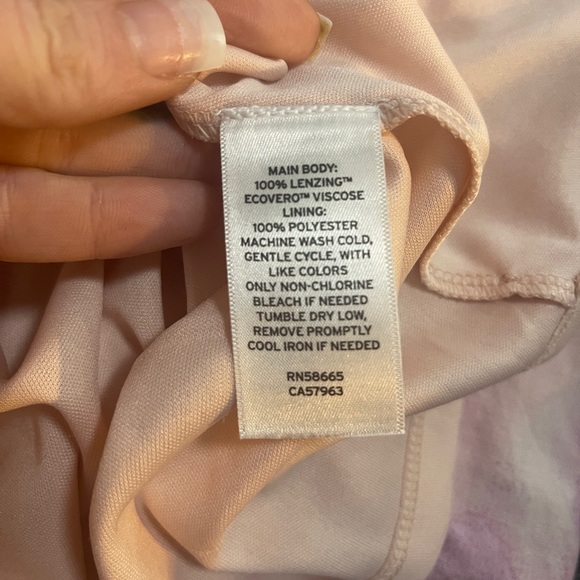 MAIN BODY:
100% LENZING™
ECOVERO™ VISCOSE
LINING:
100% POLYESTER
MACHINE WASH COLD,
GENTLE CYCLE, WITH
LIKE COLORS
ONLY NON-CHLORINE
BLEACH IF NEEDED
TUMBLE DRY LOW,
REMOVE PROMPTLY
COOL IRON IF NEEDED
RN58665
CA57963